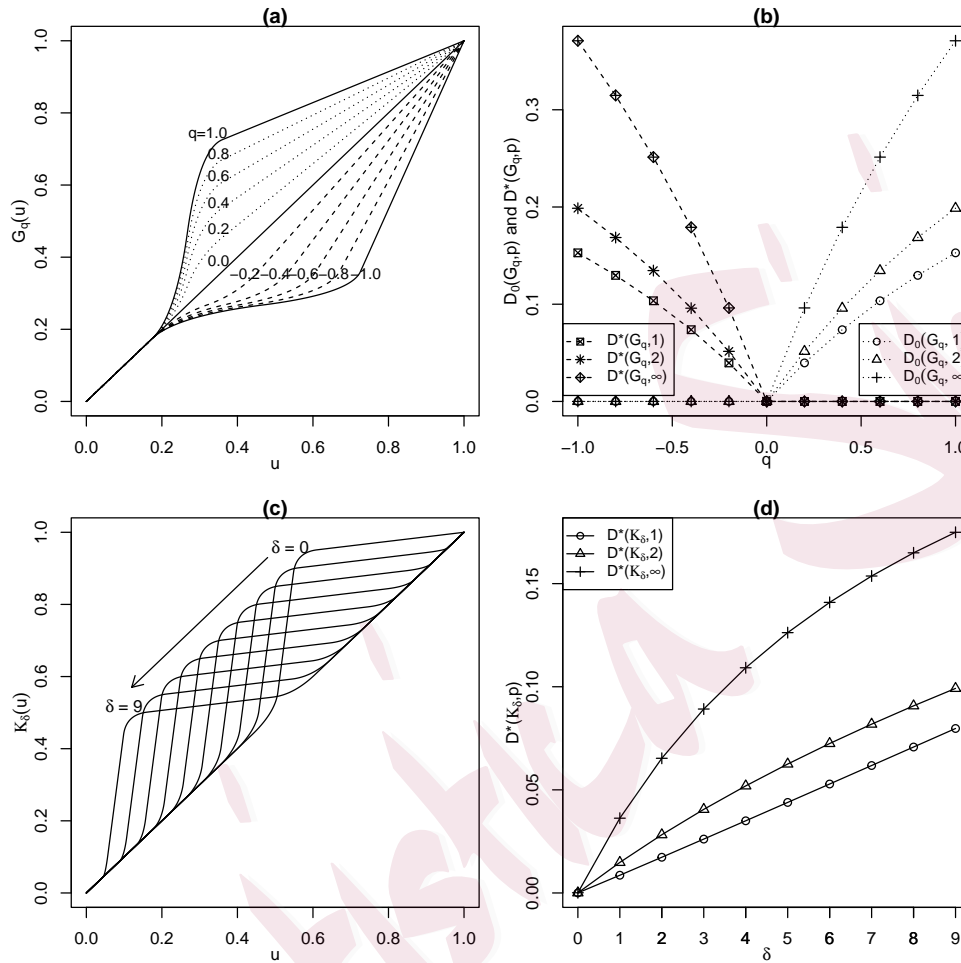 (a)
1.0
0.8
0.6
0.4
0.2
0.0
G_q(u)
q=1.0
0.8
0.6
0.4
0.2
0.0
−0.2 −0.4 −0.6 −0.8 −1.0
0.0 0.2 0.4 0.6 0.8 1.0
u
(b)
0.3
0.2
0.1
0.0
D_0(G_q,p) and D*(G_q,p)
D*(G_q,1)
D*(G_q,2)
D*(G_q,∞)
D_0(G_q, 1
D_0(G_q, 2
D_0(G_q, ∞
−1.0 −0.5 0.0 0.5 1.0
q
(c)
1.0
0.8
0.6
0.4
0.2
0.0
K_δ(u)
δ = 0
δ = 9
0.0 0.2 0.4 0.6 0.8 1.0
u
(d)
0.15
0.10
0.05
0.00
D*(K_δ,p)
D*(K_δ,1)
D*(K_δ,2)
D*(K_δ,∞)
0 1 2 3 4 5 6 7 8 9
δ